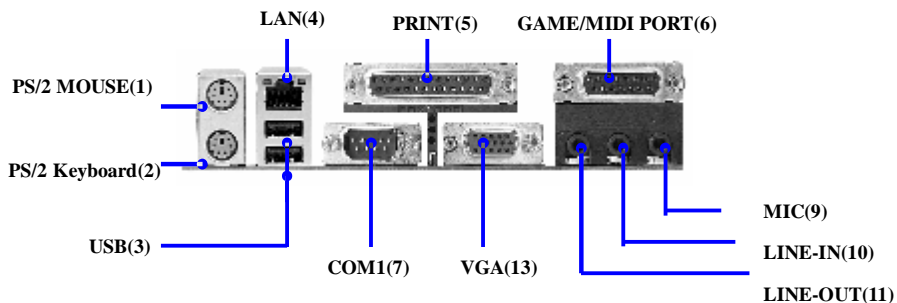 LAN(4)
PRINT(5)
GAME/MIDI PORT(6)
PS/2 MOUSE(1)
PS/2 Keyboard(2)
USB(3)
COM1(7)
VGA(13)
MIC(9)
LINE-IN(10)
LINE-OUT(11)